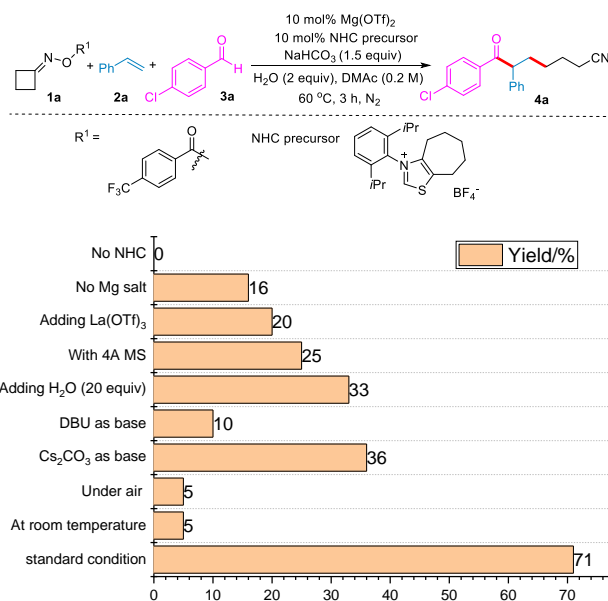 10 mol% Mg(OTf)₂
10 mol% NHC precursor
NaHCO₃ (1.5 equiv)
H₂O (2 equiv), DMAc (0.2 M)
60 °C, 3 h, N₂
N
O
R¹
1a
+
Ph
2a
+
O
H
Cl
3a
O
CN
Cl
Ph
4a
R¹ =
O
F₃C
NHC precursor
iPr
N
+
iPr
S
BF₄⁻
Yield/%
No NHC 0
No Mg salt 16
Adding La(OTf)₃ 20
With 4A MS 25
Adding H₂O (20 equiv) 33
DBU as base 10
Cs₂CO₃ as base 36
Under air 5
At room temperature 5
standard condition 71
0 10 20 30 40 50 60 70